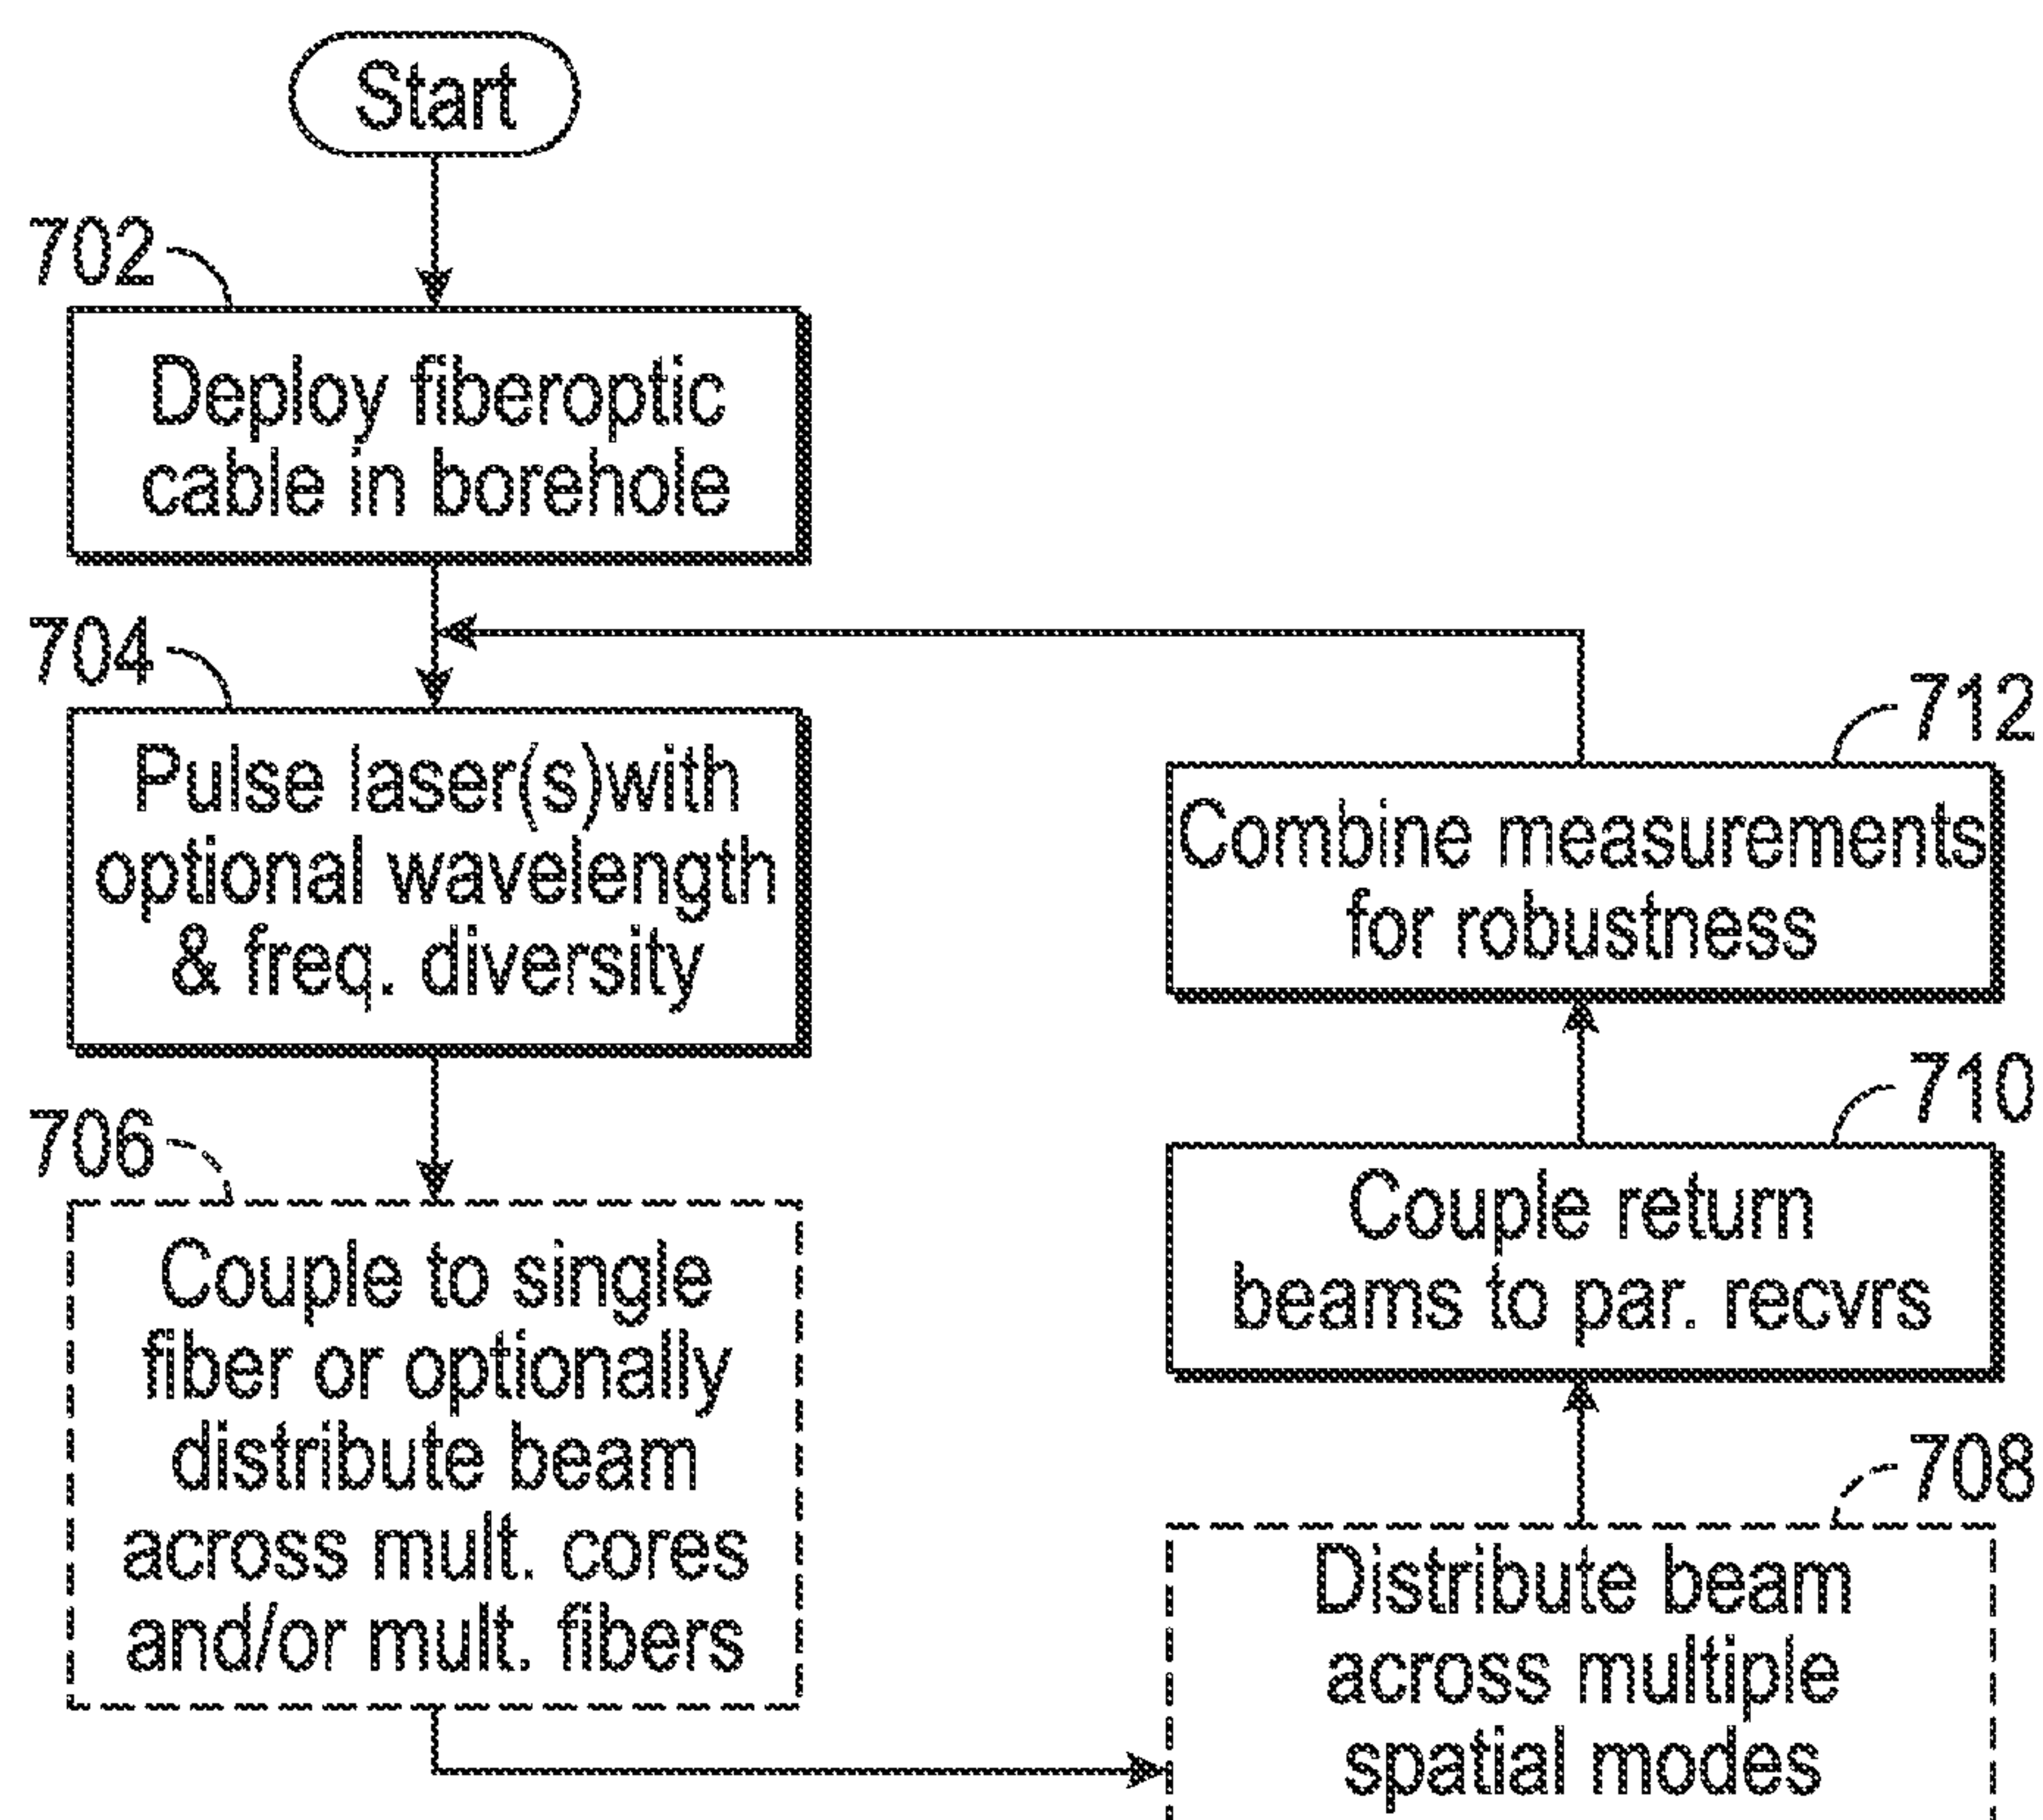 Start
702
Deploy fiberoptic
cable in borehole
704
Pulse laser(s)with
optional wavelength
& freq. diversity
706
Couple to single
fiber or optionally
distribute beam
across mult. cores
and/or mult. fibers
708
Distribute beam
across multiple
spatial modes
710
Couple return
beams to par. recvrs
712
Combine measurements
for robustness